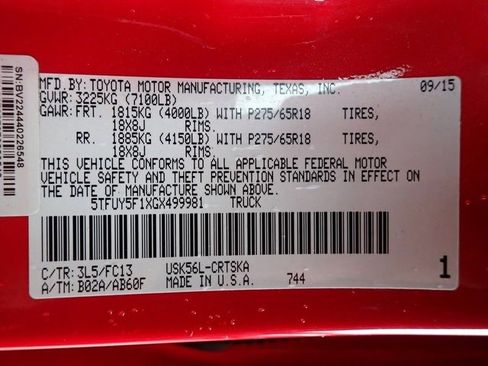 SN:BV224440226548
MFD.BY:TOYOTA MOTOR MANUFACTURING, TEXAS, INC. 09/15
GVWR: 3225KG (7100LB)
GAWR: FRT. 1815KG (4000LB) WITH P275/65R18 TIRES,
18X8J RIMS.
RR. 1885KG (4150LB) WITH P275/65R18 TIRES,
18X8J RIMS.
THIS VEHICLE CONFORMS TO ALL APPLICABLE FEDERAL MOTOR
VEHICLE SAFETY AND THEFT PREVENTION STANDARDS IN EFFECT ON
THE DATE OF MANUFACTURE SHOWN ABOVE.
5TFUY5F1XGX499981 TRUCK
C/TR: 3L5/FC13 USK56L-CRTSKA
A/TM: B02A/AB60F MADE IN U.S.A. 744 1